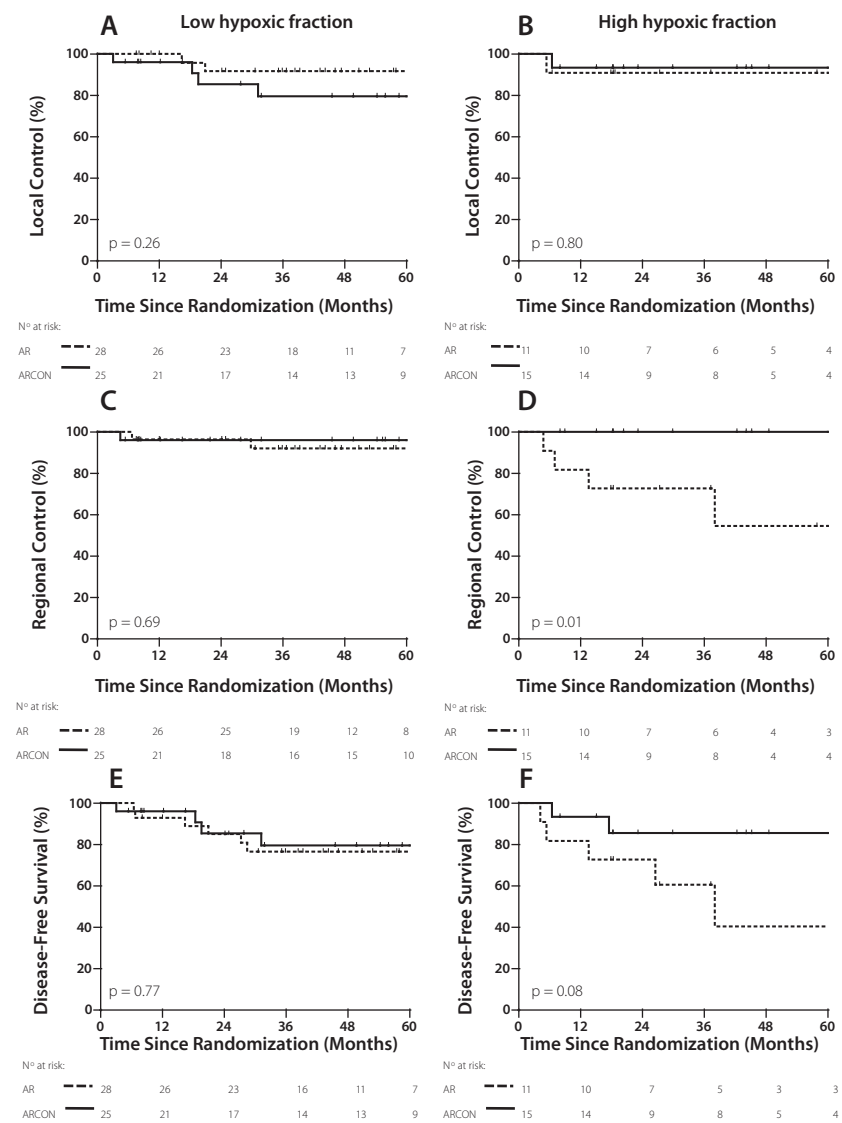 A Low hypoxic fraction
100
80
60
40
20
0
Local Control (%)
p = 0.26
0 12 24 36 48 60
Time Since Randomization (Months)
Nº at risk:
AR 28 26 23 18 11 7
ARCON 25 21 17 14 13 9
B High hypoxic fraction
100
80
60
40
20
0
Local Control (%)
p = 0.80
0 12 24 36 48 60
Time Since Randomization (Months)
Nº at risk:
AR 11 10 7 6 5 4
ARCON 15 14 9 8 5 4
C
100
80
60
40
20
0
Regional Control (%)
p = 0.69
0 12 24 36 48 60
Time Since Randomization (Months)
Nº at risk:
AR 28 26 25 19 12 8
ARCON 25 21 18 16 15 10
D
100
80
60
40
20
0
Regional Control (%)
p = 0.01
0 12 24 36 48 60
Time Since Randomization (Months)
Nº at risk:
AR 11 10 7 6 4 3
ARCON 15 14 9 8 4 4
E
100
80
60
40
20
0
Disease-Free Survival (%)
p = 0.77
0 12 24 36 48 60
Time Since Randomization (Months)
Nº at risk:
AR 28 26 23 16 11 7
ARCON 25 21 17 14 13 9
F
100
80
60
40
20
0
Disease-Free Survival (%)
p = 0.08
0 12 24 36 48 60
Time Since Randomization (Months)
Nº at risk:
AR 11 10 7 5 3 3
ARCON 15 14 9 8 5 4